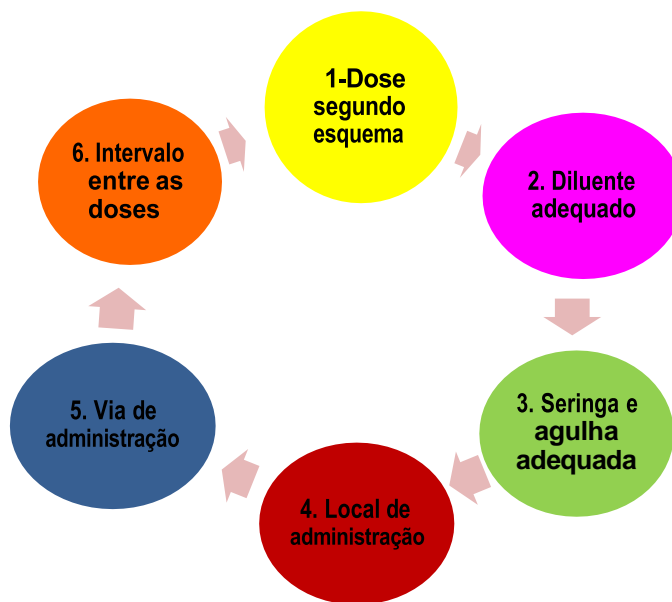 1-Dose
segundo
esquema
2. Diluente
adequado
3. Seringa e
agulha
adequada
4. Local de
administração
5. Via de
administração
6. Intervalo
entre as
doses